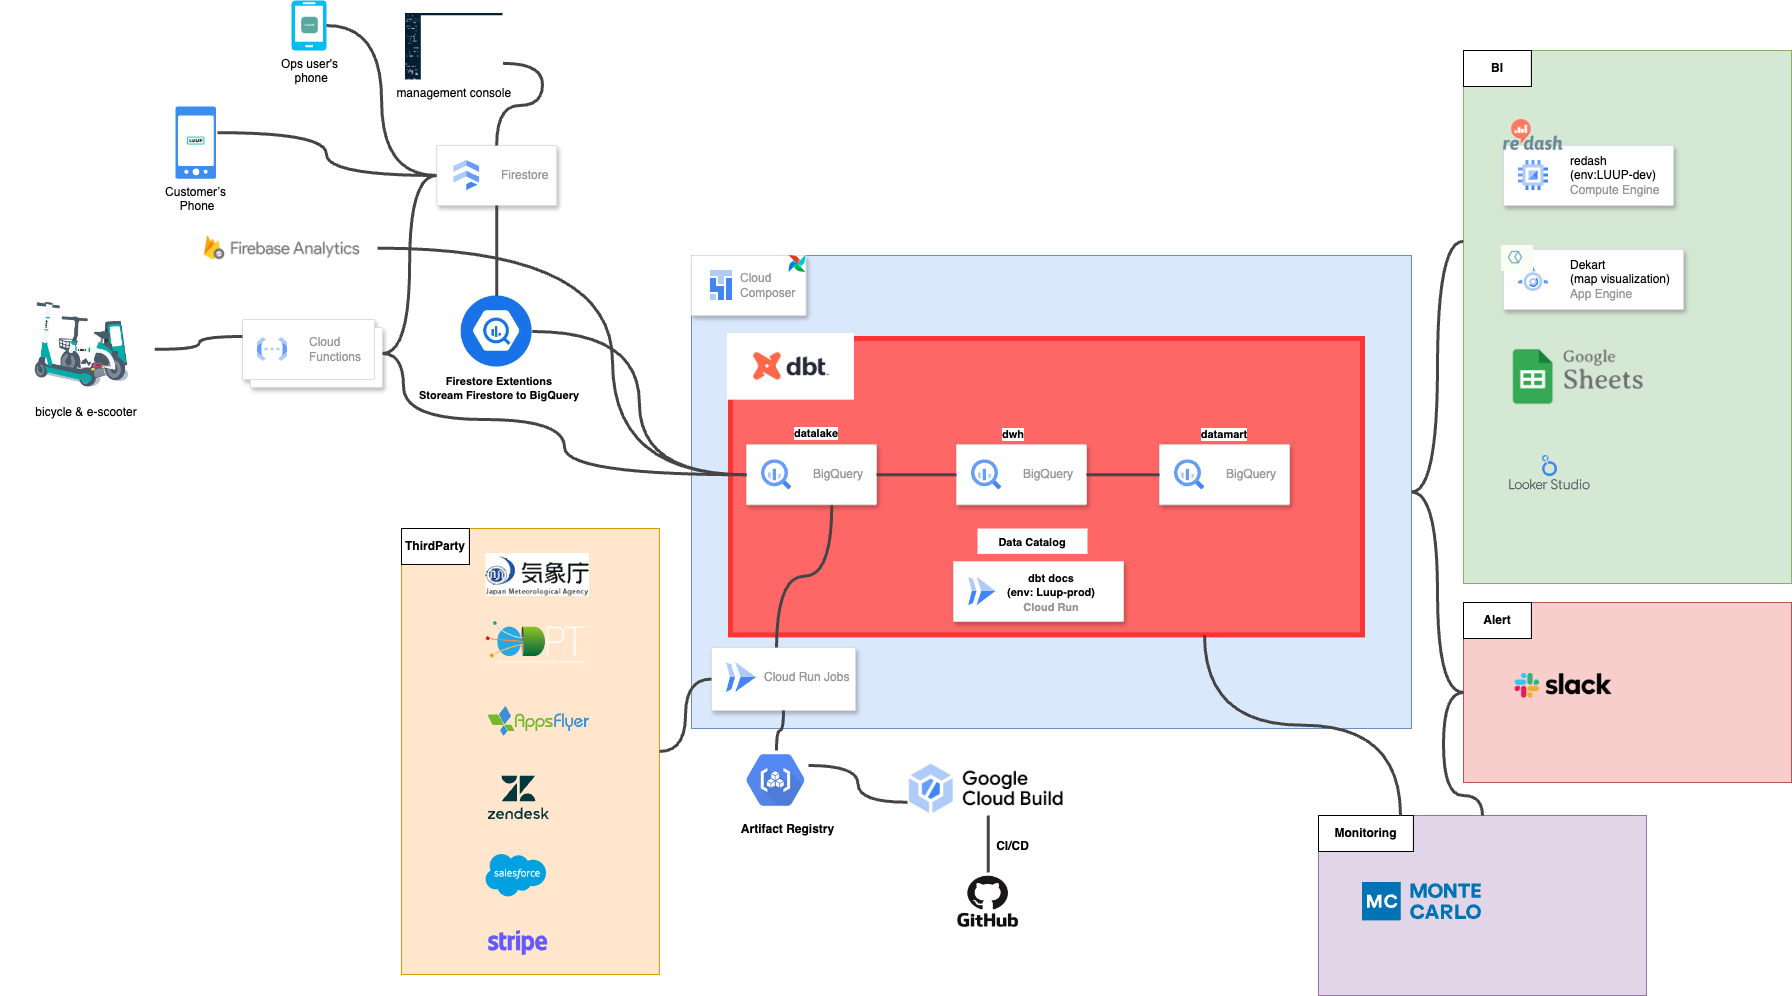 Ops user's
phone
management console
LUUP
Customer's
Phone
Firestore
Firebase Analytics
Cloud
Functions
bicycle & e-scooter
Firestore Extentions
Stoream Firestore to BigQuery
Cloud
Composer
dbt
datalake
BigQuery
dwh
BigQuery
datamart
BigQuery
Data Catalog
dbt docs
(env: Luup-prod)
Cloud Run
Cloud Run Jobs
ThirdParty
気象庁
Japan Meteorological Agency
ODPT
AppsFlyer
zendesk
salesforce
stripe
Artifact Registry
Google
Cloud Build
CI/CD
GitHub
BI
redash
redash
(env:LUUP-dev)
Compute Engine
Dekart
(map visualization)
App Engine
Google
Sheets
Looker Studio
Alert
slack
Monitoring
MC
MONTE
CARLO